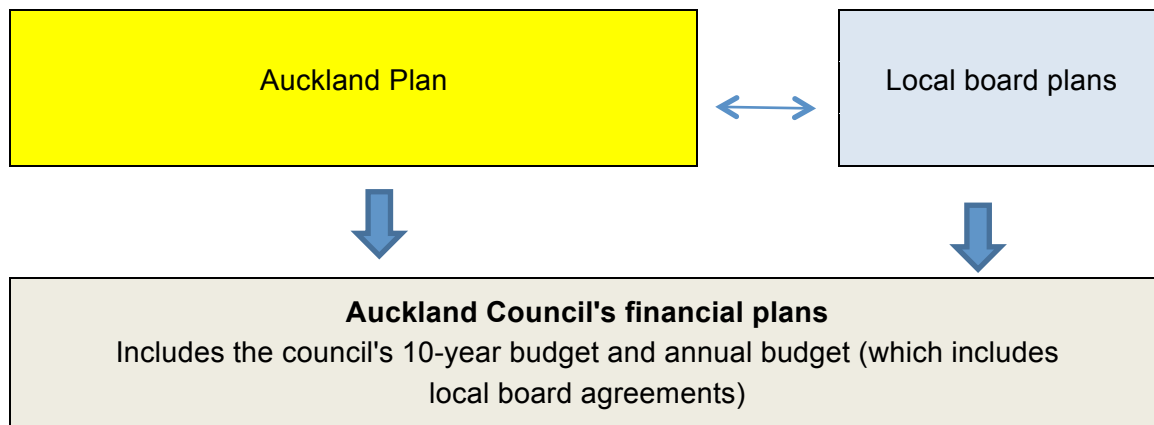 Auckland Plan
Local board plans
Auckland Council's financial plans
Includes the council's 10-year budget and annual budget (which includes
local board agreements)